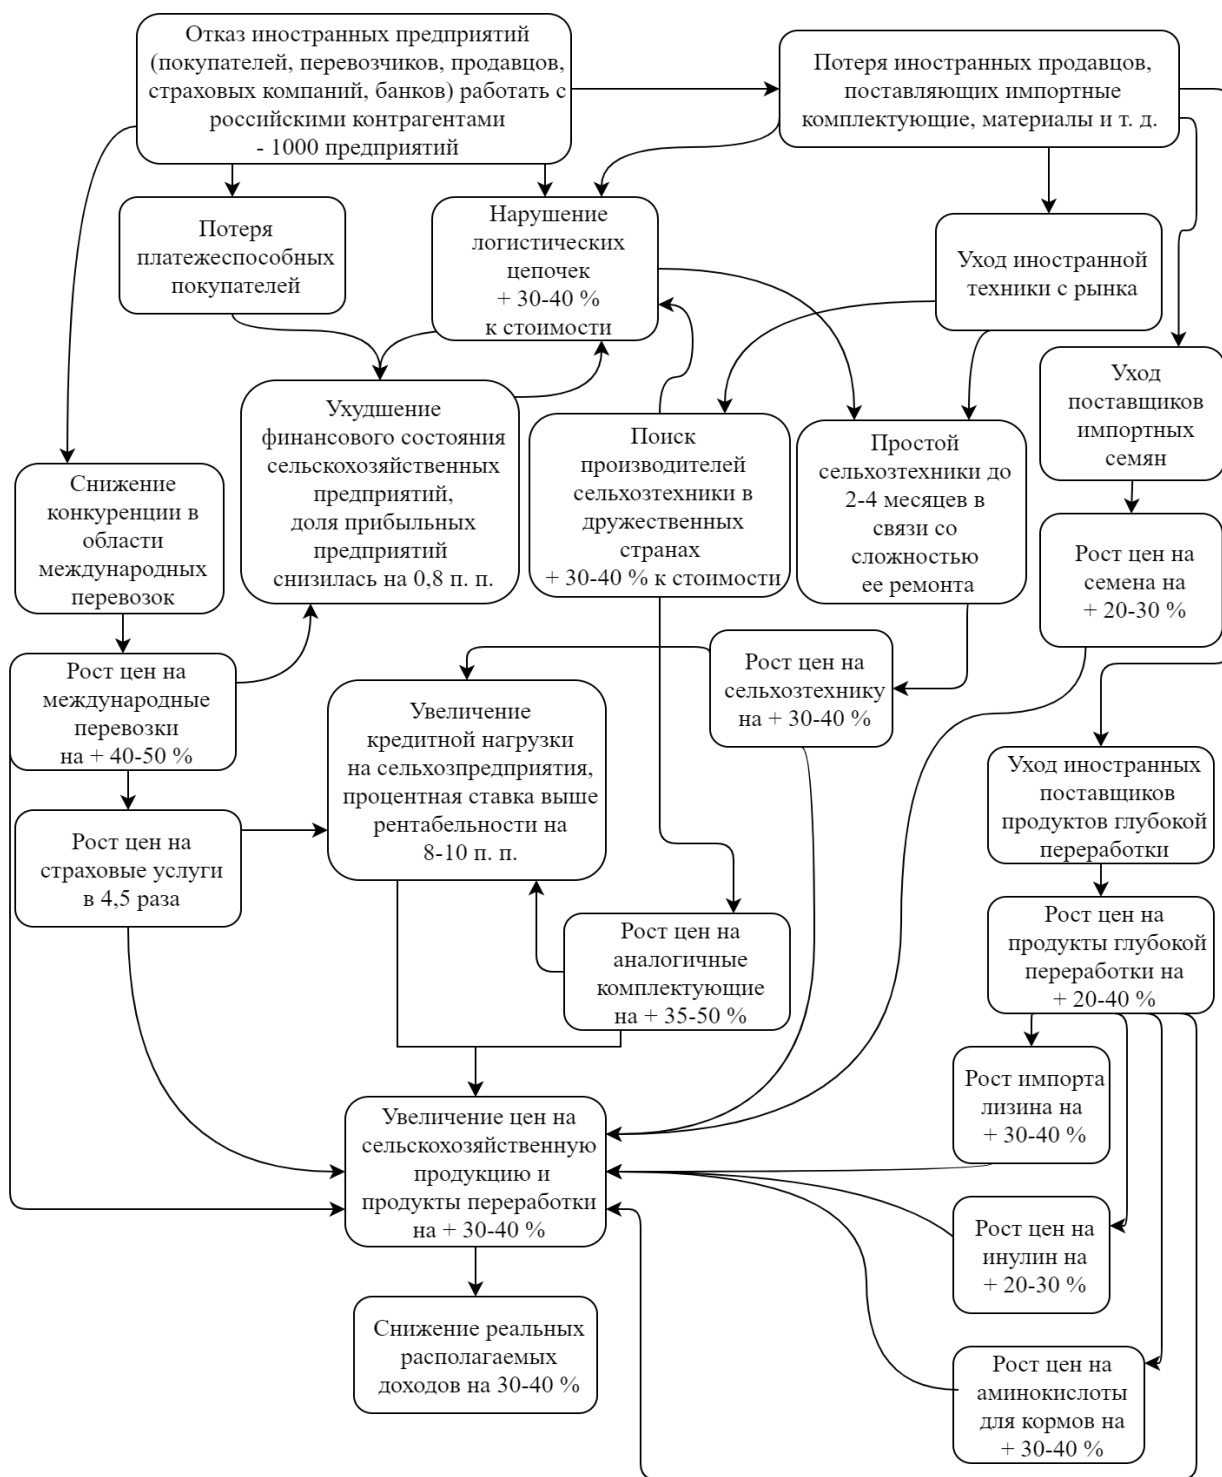 Отказ иностранных предприятий
(покупателей, перевозчиков, продавцов,
страховых компаний, банков) работать с
российскими контрагентами
- 1000 предприятий
Потеря иностранных продавцов,
поставляющих импортные
комплектующие, материалы и т. д.
Потеря
платежеспособных
покупателей
Нарушение
логистических
цепочек
+ 30-40 %
к стоимости
Уход иностранной
техники с рынка
Уход
поставщиков
импортных
семян
Ухудшение
финансового состояния
сельскохозяйственных
предприятий,
доля прибыльных
предприятий
снизилась на 0,8 п. п.
Поиск
производителей
сельхозтехники в
дружественных
странах
+ 30-40 % к стоимости
Простой
сельхозтехники до
2-4 месяцев в
связи со
сложностью
ее ремонта
Снижение
конкуренции в
области
международных
перевозок
Рост цен на
семена на
+ 20-30 %
Рост цен на
международные
перевозки
на + 40-50 %
Увеличение
кредитной нагрузки
на сельхозпредприятия,
процентная ставка выше
рентабельности на
8-10 п. п.
Рост цен на
сельхозтехнику
на + 30-40 %
Уход иностранных
поставщиков
продуктов глубокой
переработки
Рост цен на
страховые услуги
в 4,5 раза
Рост цен на
аналогичные
комплектующие
на + 35-50 %
Рост цен на
продукты глубокой
переработки на
+ 20-40 %
Рост импорта
лизина на
+ 30-40 %
Увеличение цен на
сельскохозяйственную
продукцию и
продукты переработки
на + 30-40 %
Рост цен на
инулин на
+ 20-30 %
Снижение реальных
располагаемых
доходов на 30-40 %
Рост цен на
аминокислоты
для кормов на
+ 30-40 %